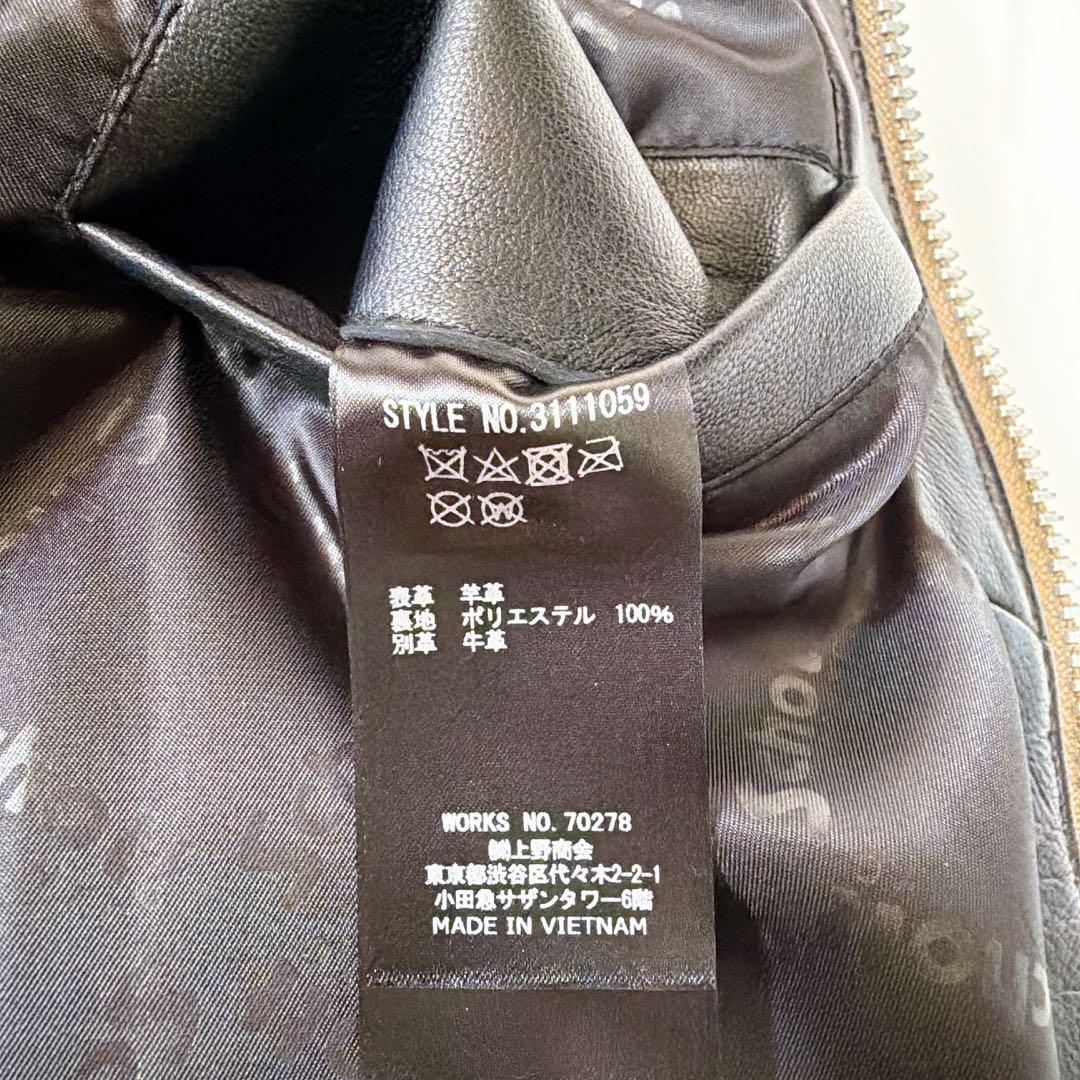 STYLE NO.3111059
表革 羊革
裏地 ポリエステル 100%
別革 牛革
WORKS NO.70278
㈱上野商会
東京都渋谷区代々木2-2-1
小田急サザンタワー6階
MADE IN VIETNAM
Scho